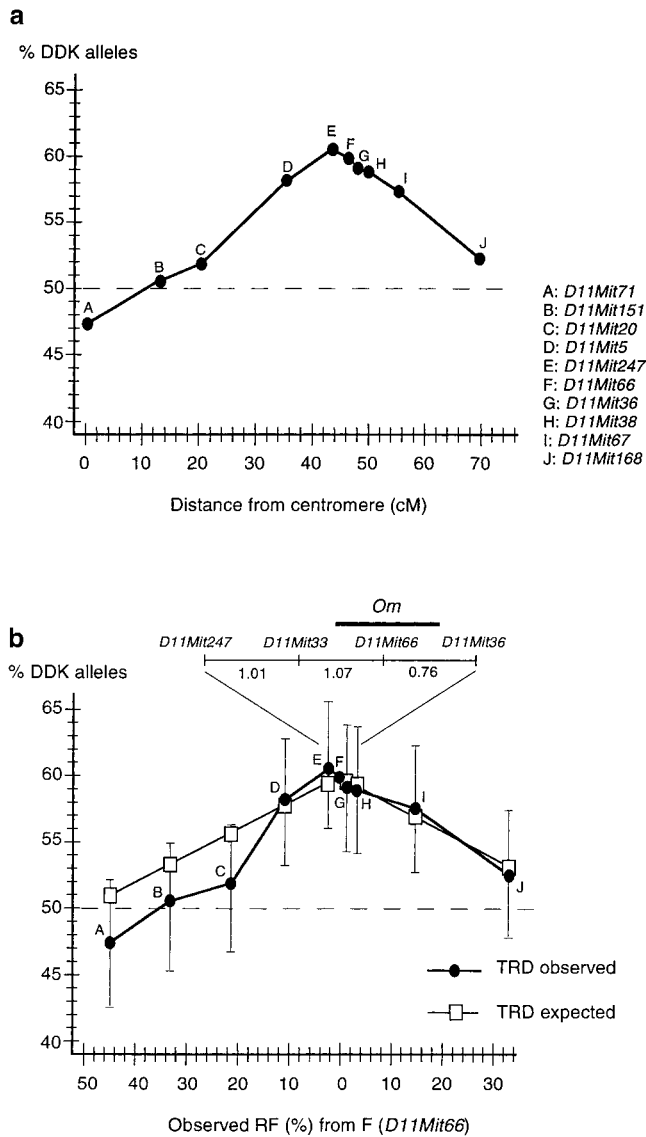 a
% DDK alleles
65
60
55
50
45
40
A
B
C
D
E
F
G
H
I
J
0 10 20 30 40 50 60 70
Distance from centromere (cM)
A: D11Mit71
B: D11Mit151
C: D11Mit20
D: D11Mit5
E: D11Mit247
F: D11Mit66
G: D11Mit36
H: D11Mit38
I: D11Mit67
J: D11Mit168
b
Om
D11Mit247 D11Mit33 D11Mit66 D11Mit36
1.01 1.07 0.76
% DDK alleles
65
60
55
50
45
40
A
B
C
D
E
F
G
H
I
J
TRD observed
TRD expected
50 40 30 20 10 0 10 20 30
Observed RF (%) from F (D11Mit66)